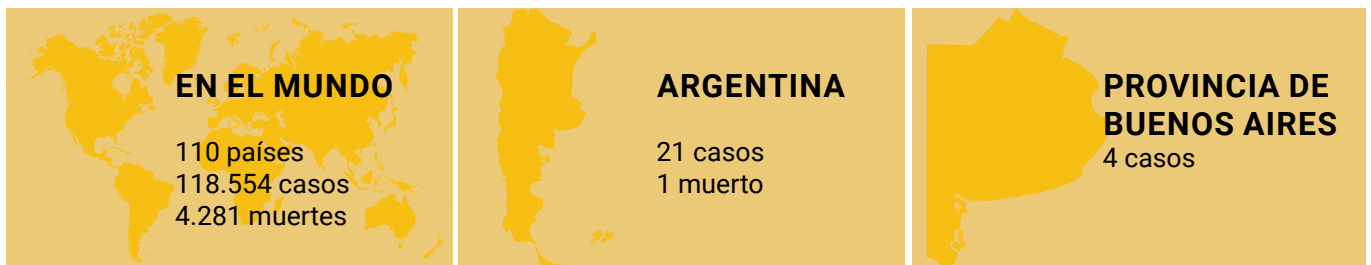 EN EL MUNDO
110 países
118.554 casos
4.281 muertes
ARGENTINA
21 casos
1 muerto
PROVINCIA DE
BUENOS AIRES
4 casos